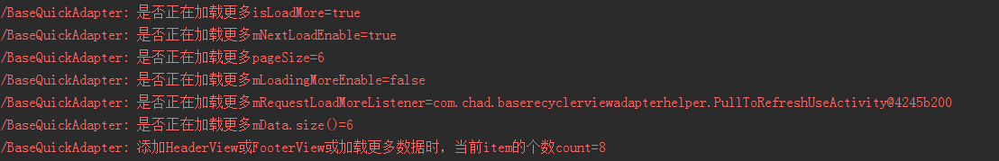 /BaseQuickAdapter: 是否正在加载更多isLoadMore=true
/BaseQuickAdapter: 是否正在加载更多mNextLoadEnable=true
/BaseQuickAdapter: 是否正在加载更多pageSize=6
/BaseQuickAdapter: 是否正在加载更多mLoadingMoreEnable=false
/BaseQuickAdapter: 是否正在加载更多mRequestLoadMoreListener=com.chad.baserecyclerviewadapterhelper.PullToRefreshUseActivity@4245b200
/BaseQuickAdapter: 是否正在加载更多mData.size()=6
/BaseQuickAdapter: 添加HeaderView或FooterView或加载更多数据时，当前item的个数count=8